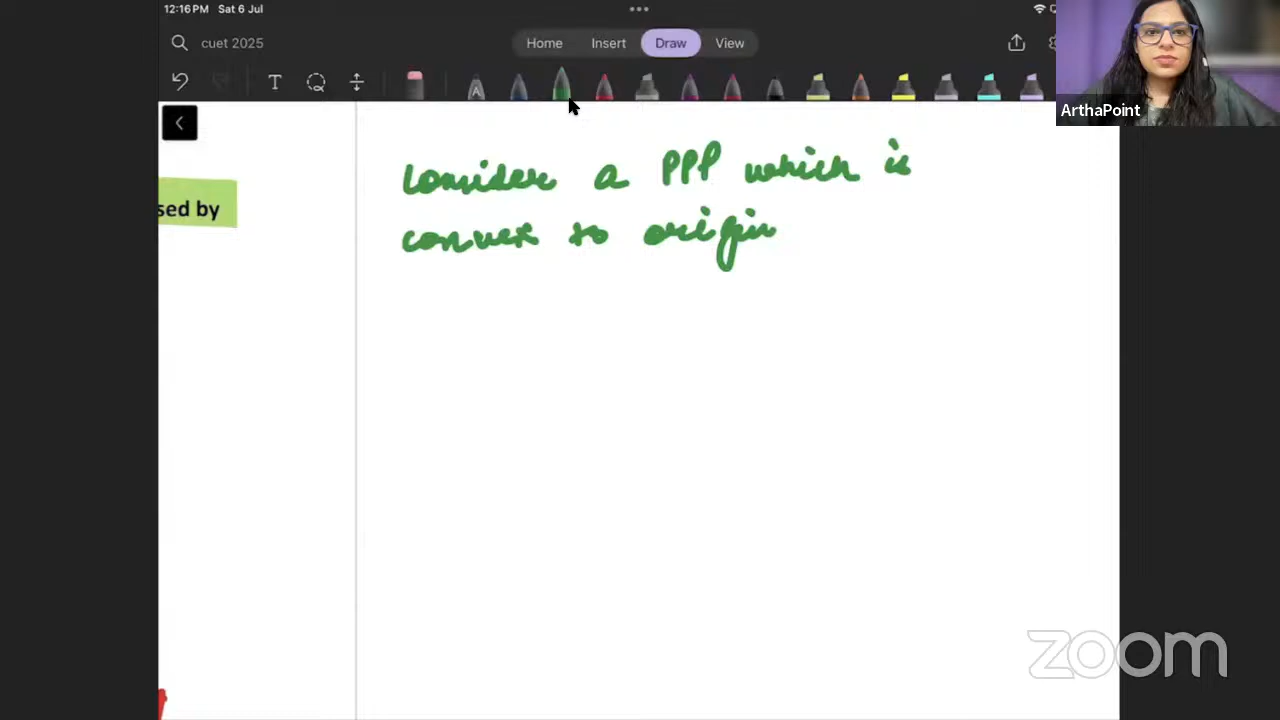 12:16 PM Sat 6 Jul
cuet 2025
Home Insert Draw View
T
A
ArthaPoint
sed by
Consider a PPP which is
convex to origin
zoom